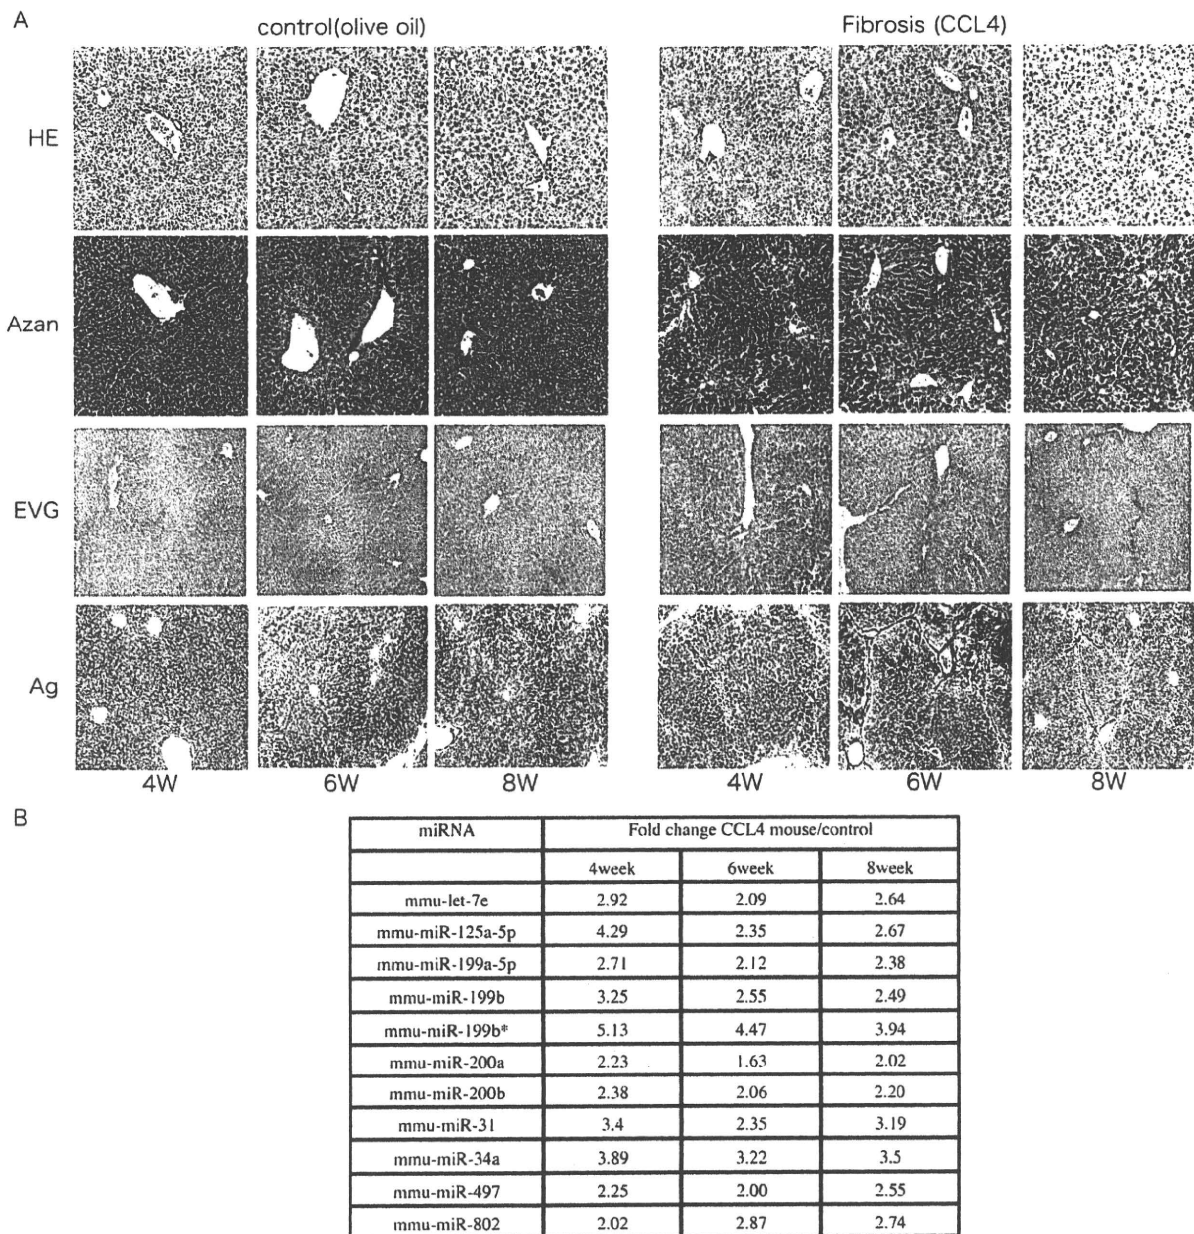 A
control(olive oil)
Fibrosis (CCL4)
HE
Azan
EVG
Ag
4W 6W 8W 4W 6W 8W
B
miRNA Fold change CCL4 mouse/control
4week 6week 8week
mmu-let-7e 2.92 2.09 2.64
mmu-miR-125a-5p 4.29 2.35 2.67
mmu-miR-199a-5p 2.71 2.12 2.38
mmu-miR-199b 3.25 2.55 2.49
mmu-miR-199b* 5.13 4.47 3.94
mmu-miR-200a 2.23 1.63 2.02
mmu-miR-200b 2.38 2.06 2.20
mmu-miR-31 3.4 2.35 3.19
mmu-miR-34a 3.89 3.22 3.5
mmu-miR-497 2.25 2.00 2.55
mmu-miR-802 2.02 2.87 2.74